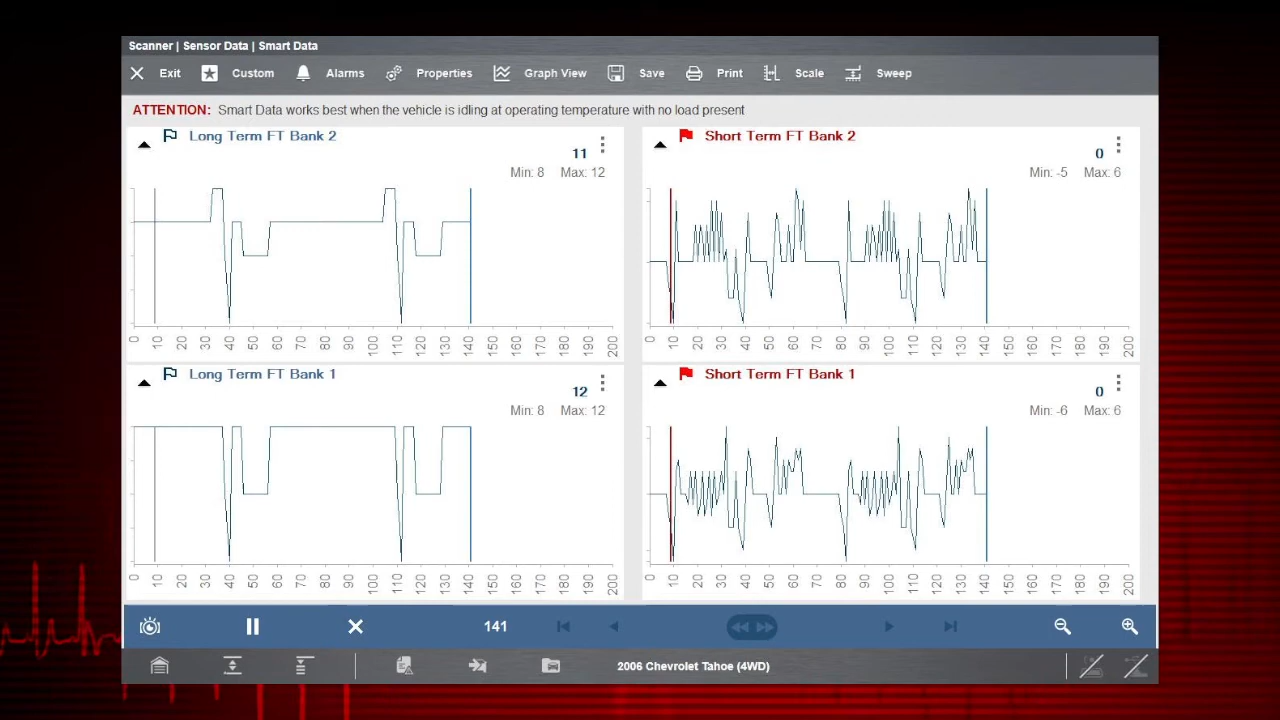 Scanner | Sensor Data | Smart Data
Exit Custom Alarms Properties Graph View Save Print Scale Sweep
ATTENTION: Smart Data works best when the vehicle is idling at operating temperature with no load present
Long Term FT Bank 2
11
Min: 8 Max: 12
0 10 20 30 40 50 60 70 80 90 100 110 120 130 140 150 160 170 180 190 200
Short Term FT Bank 2
0
Min: -5 Max: 6
0 10 20 30 40 50 60 70 80 90 100 110 120 130 140 150 160 170 180 190 200
Long Term FT Bank 1
12
Min: 8 Max: 12
0 10 20 30 40 50 60 70 80 90 100 110 120 130 140 150 160 170 180 190 200
Short Term FT Bank 1
0
Min: -6 Max: 6
0 10 20 30 40 50 60 70 80 90 100 110 120 130 140 150 160 170 180 190 200
141
2006 Chevrolet Tahoe (4WD)